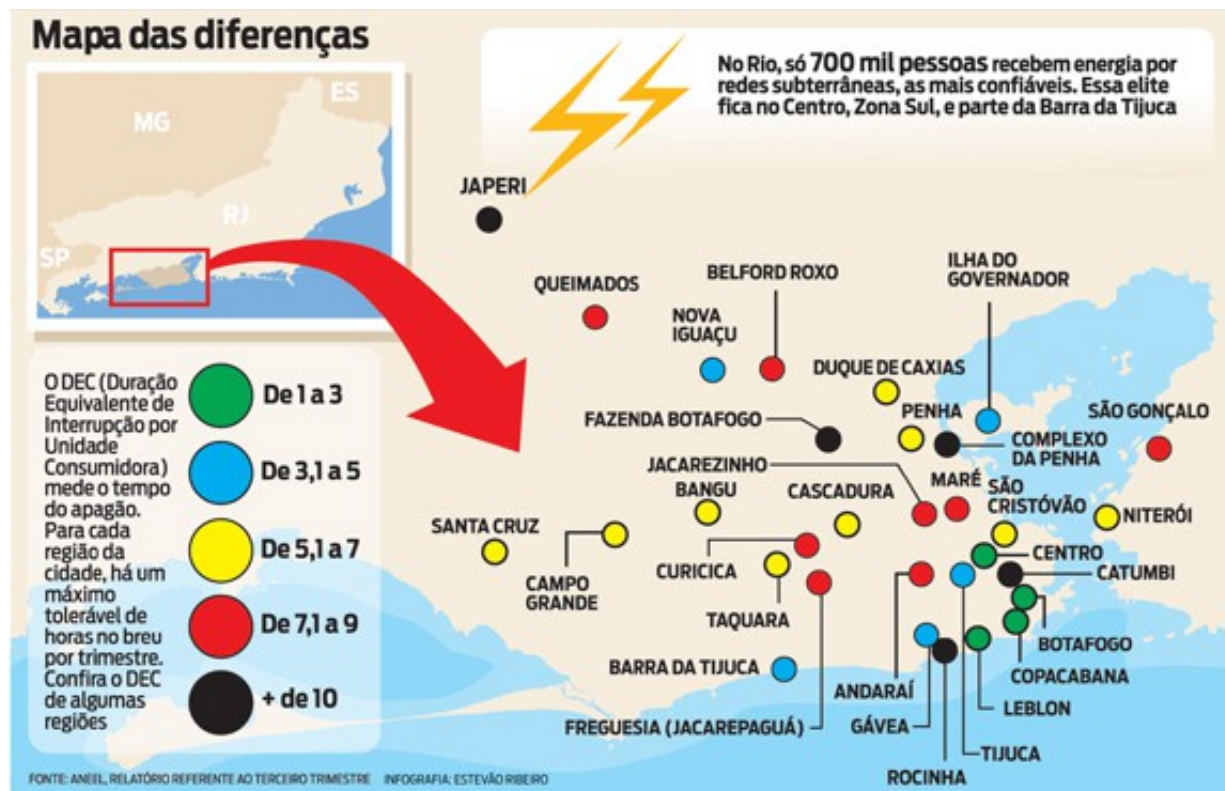 Mapa das diferenças
ES
MG
RJ
SP
No Rio, só 700 mil pessoas recebem energia por
redes subterrâneas, as mais confiáveis. Essa elite
fica no Centro, Zona Sul, e parte da Barra da Tijuca
O DEC (Duração
Equivalente de
Interrupção por
Unidade
Consumidora)
mede o tempo
do apagão.
Para cada
região da
cidade, há um
máximo
tolerável de
horas no breu
por trimestre.
Confira o DEC
de algumas
regiões
De 1 a 3
De 3,1 a 5
De 5,1 a 7
De 7,1 a 9
+ de 10
JAPERI
QUEIMADOS
BELFORD ROXO
ILHA DO
GOVERNADOR
NOVA
IGUAÇU
DUQUE DE CAXIAS
FAZENDA BOTAFOGO
PENHA
SÃO GONÇALO
COMPLEXO
DA PENHA
JACAREZINHO
MARÉ
BANGU
CASCADURA
SÃO
CRISTÓVÃO
SANTA CRUZ
NITERÓI
CAMPO
GRANDE
CURICICA
CENTRO
CATUMBI
TAQUARA
BOTAFOGO
BARRA DA TIJUCA
ANDARAÍ
COPACABANA
FREGUESIA (JACAREPAGUÁ)
GÁVEA
LEBLON
TIJUCA
ROCINHA
FONTE: ANEEL, RELATÓRIO REFERENTE AO TERCEIRO TRIMESTRE INFOGRAFIA: ESTEVÃO RIBEIRO